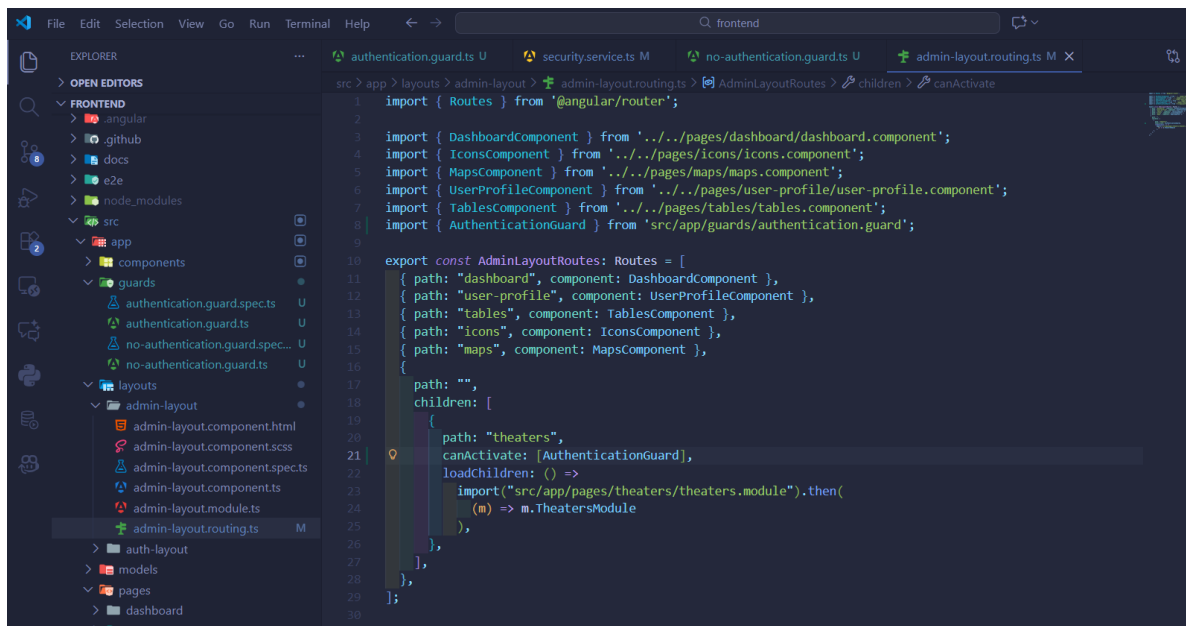 File Edit Selection View Go Run Terminal Help frontend
EXPLORER
OPEN EDITORS
FRONTEND
.angular
.github
docs
e2e
node_modules
src
app
components
guards
authentication.guard.spec.ts U
authentication.guard.ts U
no-authentication.guard.spec... U
no-authentication.guard.ts U
layouts
admin-layout
admin-layout.component.html
admin-layout.component.scss
admin-layout.component.spec.ts
admin-layout.component.ts
admin-layout.module.ts
admin-layout.routing.ts M
auth-layout
models
pages
dashboard
8
2
authentication.guard.ts U security.service.ts M no-authentication.guard.ts U admin-layout.routing.ts M
src > app > layouts > admin-layout > admin-layout.routing.ts > AdminLayoutRoutes > children > canActivate
1 import { Routes } from '@angular/router';
2
3 import { DashboardComponent } from '../../pages/dashboard/dashboard.component';
4 import { IconsComponent } from '../../pages/icons/icons.component';
5 import { MapsComponent } from '../../pages/maps/maps.component';
6 import { UserProfileComponent } from '../../pages/user-profile/user-profile.component';
7 import { TablesComponent } from '../../pages/tables/tables.component';
8 import { AuthenticationGuard } from 'src/app/guards/authentication.guard';
9
10 export const AdminLayoutRoutes: Routes = [
11 { path: "dashboard", component: DashboardComponent },
12 { path: "user-profile", component: UserProfileComponent },
13 { path: "tables", component: TablesComponent },
14 { path: "icons", component: IconsComponent },
15 { path: "maps", component: MapsComponent },
16 {
17 path: "",
18 children: [
19 {
20 path: "theaters",
21 canActivate: [AuthenticationGuard],
22 loadChildren: () =>
23 import("src/app/pages/theaters/theaters.module").then(
24 (m) => m.TheatersModule
25 ),
26 },
27 ],
28 },
29 ];
30